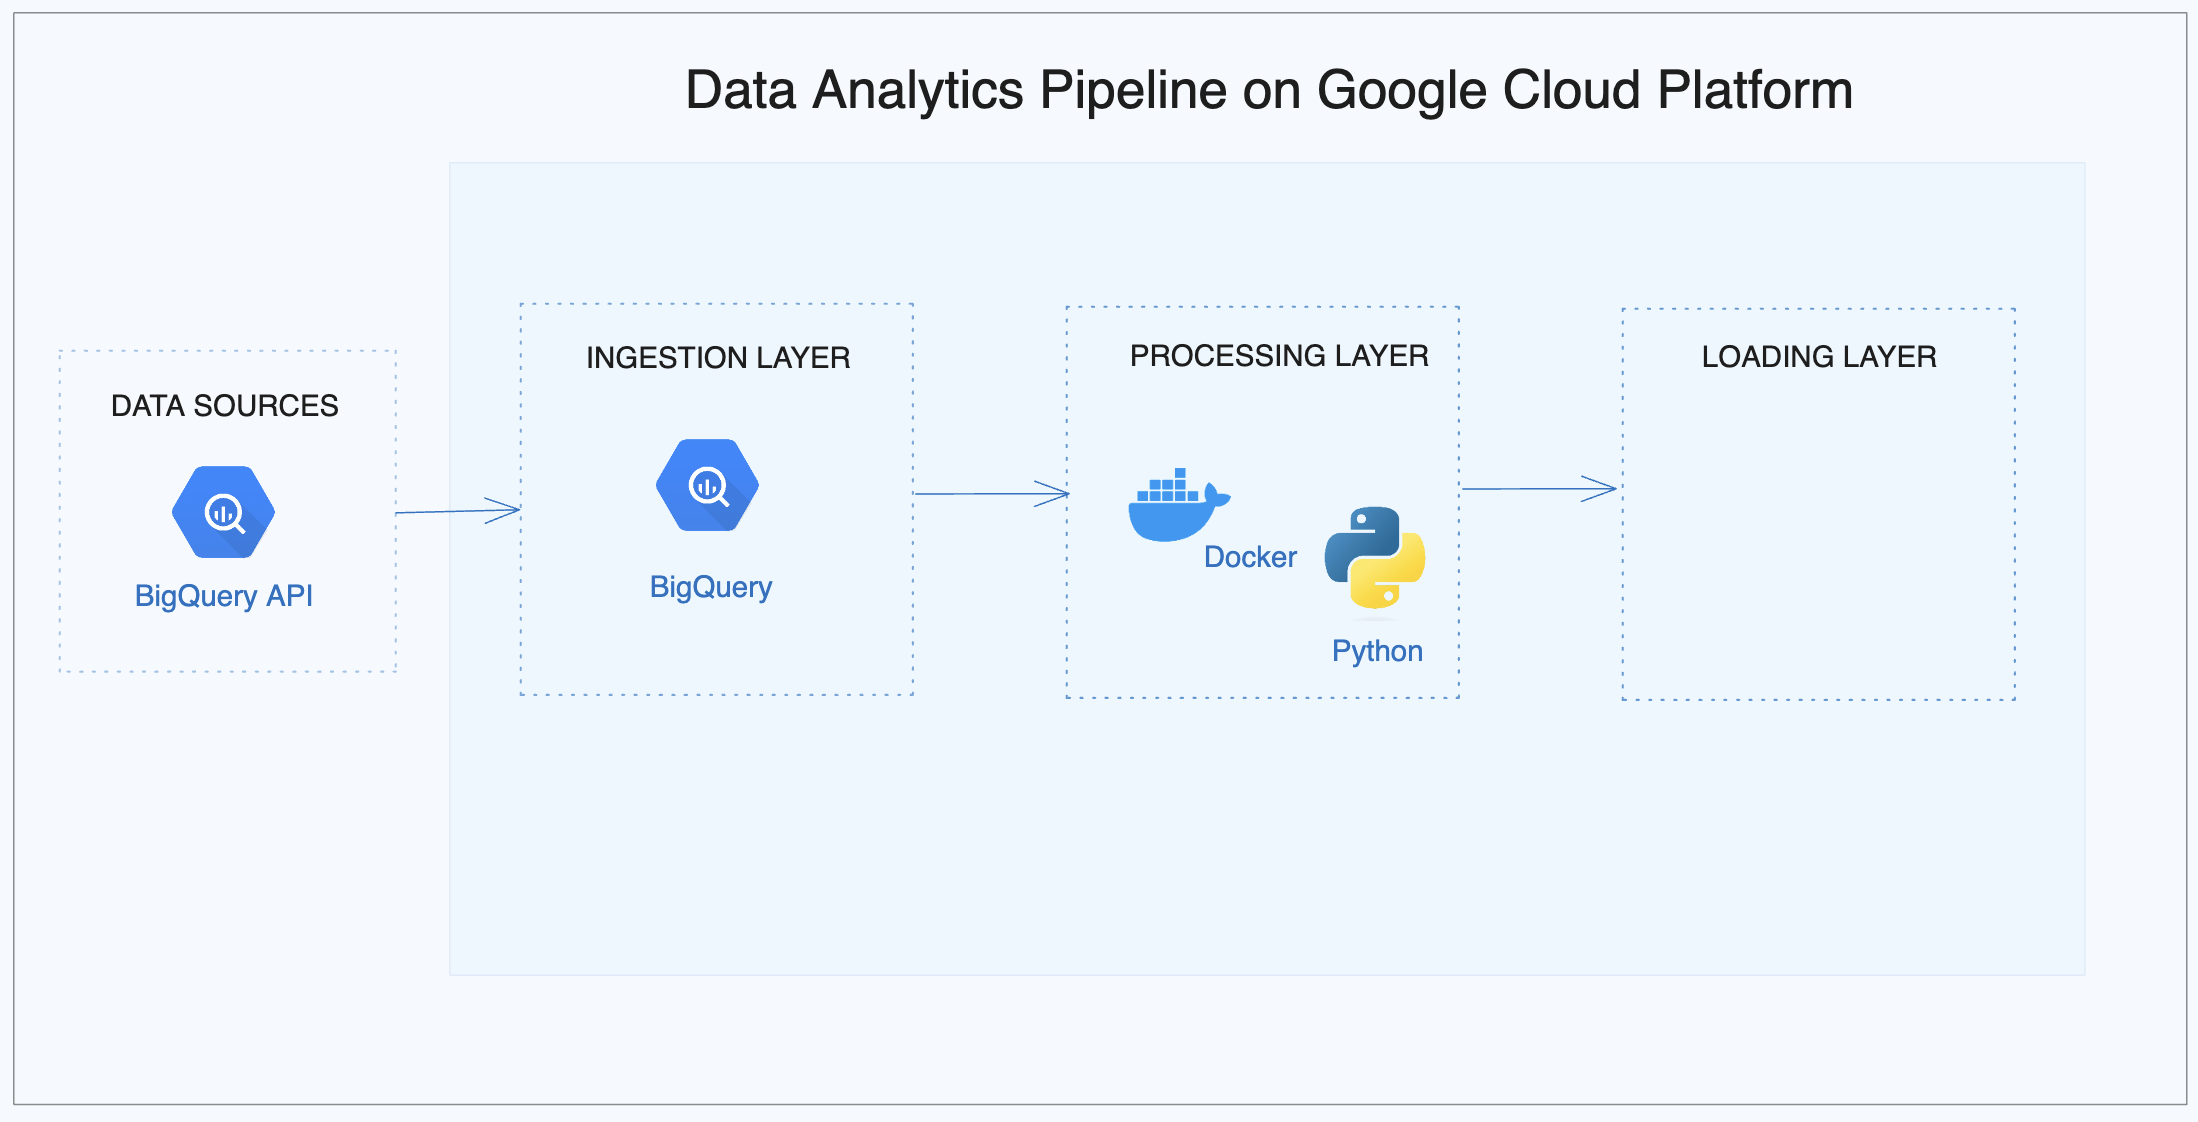 Data Analytics Pipeline on Google Cloud Platform
DATA SOURCES
BigQuery API
INGESTION LAYER
BigQuery
PROCESSING LAYER
Docker
Python
LOADING LAYER